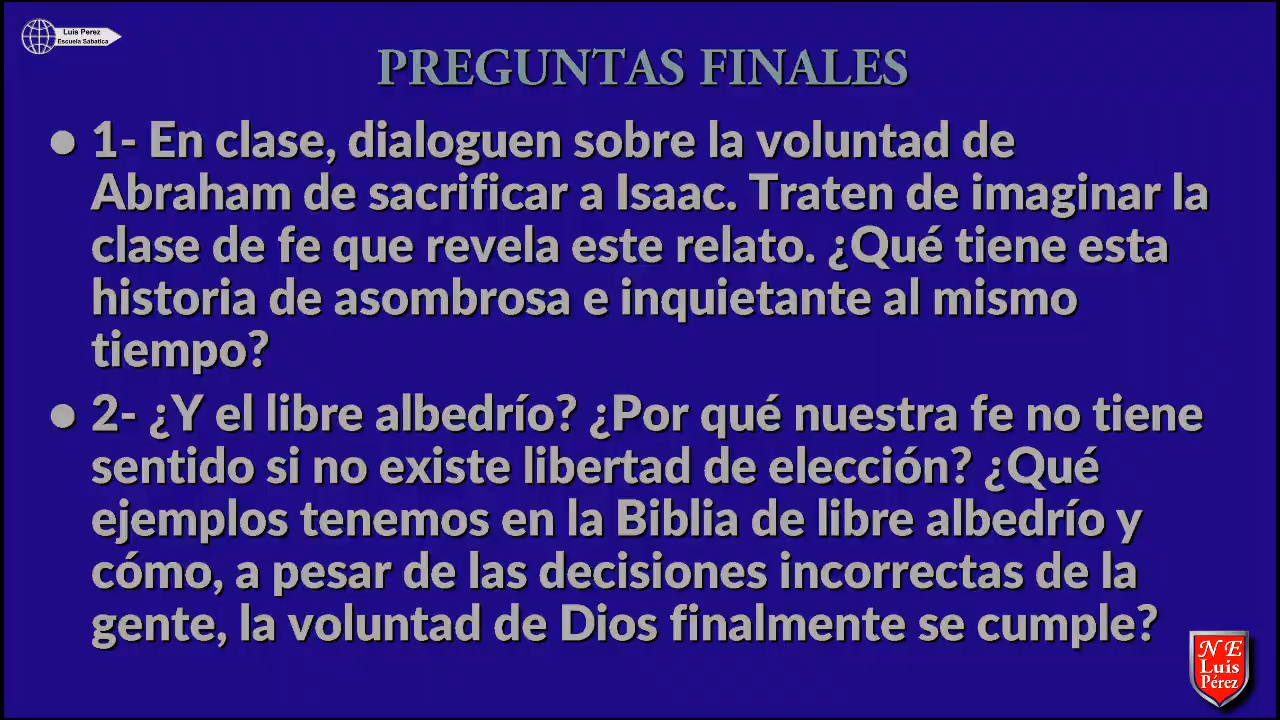 Luis Perez
Escuela Sabatica
PREGUNTAS FINALES
● 1- En clase, dialoguen sobre la voluntad de
Abraham de sacrificar a Isaac. Traten de imaginar la
clase de fe que revela este relato. ¿Qué tiene esta
historia de asombrosa e inquietante al mismo
tiempo?
● 2- ¿Y el libre albedrío? ¿Por qué nuestra fe no tiene
sentido si no existe libertad de elección? ¿Qué
ejemplos tenemos en la Biblia de libre albedrío y
cómo, a pesar de las decisiones incorrectas de la
gente, la voluntad de Dios finalmente se cumple?
N E
Luis
Pérez